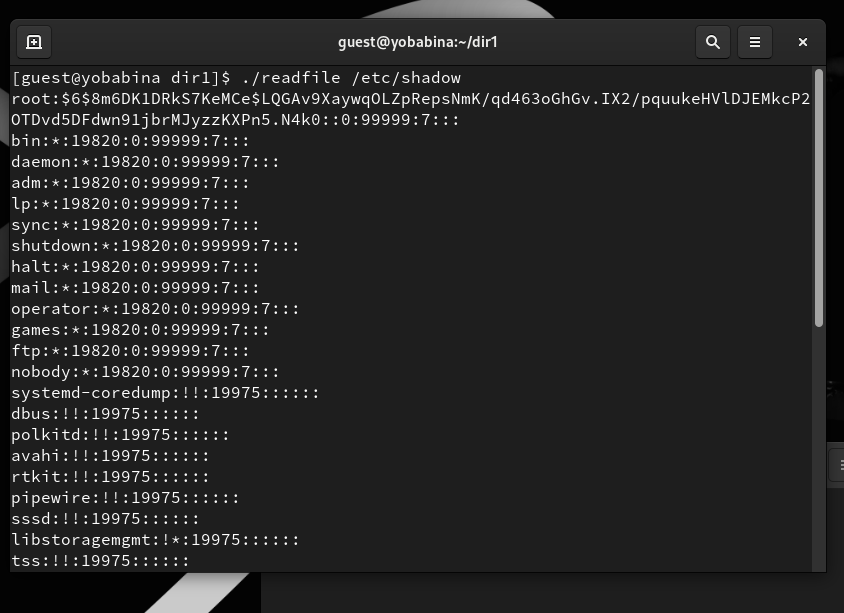 guest@yobabina:~/dir1
[guest@yobabina dir1]$ ./readfile /etc/shadow
root:$6$8m6DK1DRkS7KeMCe$LQGAv9XaywqOLZpRepsNmK/qd463oGhGv.IX2/pquukeHVlDJEMkcP2
OTDvd5DFdwn91jbrMJyzzKXPn5.N4k0::0:99999:7:::
bin:*:19820:0:99999:7:::
daemon:*:19820:0:99999:7:::
adm:*:19820:0:99999:7:::
lp:*:19820:0:99999:7:::
sync:*:19820:0:99999:7:::
shutdown:*:19820:0:99999:7:::
halt:*:19820:0:99999:7:::
mail:*:19820:0:99999:7:::
operator:*:19820:0:99999:7:::
games:*:19820:0:99999:7:::
ftp:*:19820:0:99999:7:::
nobody:*:19820:0:99999:7:::
systemd-coredump:!!:19975::::::
dbus:!!:19975::::::
polkitd:!!:19975::::::
avahi:!!:19975::::::
rtkit:!!:19975::::::
pipewire:!!:19975::::::
sssd:!!:19975::::::
libstoragemgmt:!*:19975::::::
tss:!!:19975::::::